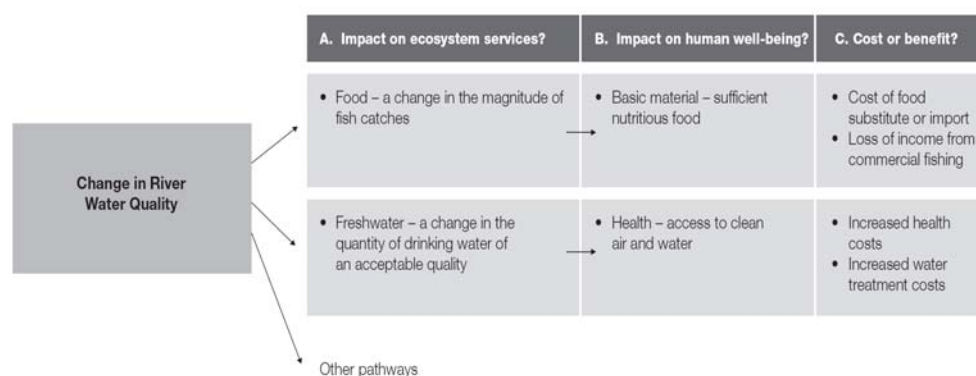 A. Impact on ecosystem services?
B. Impact on human well-being?
C. Cost or benefit?
Change in River
Water Quality
• Food – a change in the magnitude of
fish catches
• Basic material – sufficient
nutritious food
• Cost of food
substitute or import
• Loss of income from
commercial fishing
• Freshwater – a change in the
quantity of drinking water of
an acceptable quality
• Health – access to clean
air and water
• Increased health
costs
• Increased water
treatment costs
Other pathways